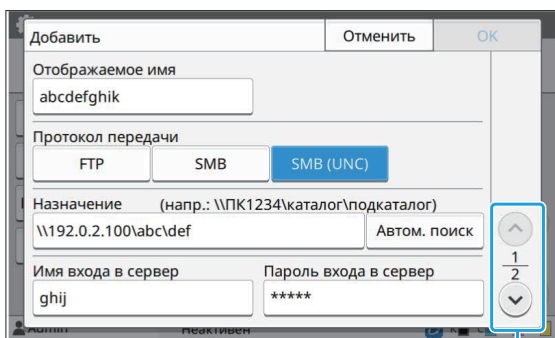 Добавить Отменить OK
Отображаемое имя
abcdefghik
Протокол передачи
FTP SMB SMB (UNC)
Назначение (напр.: \\ПК1234\каталог\подкаталог)
\\192.0.2.100\abc\def Автом. поиск
1
2
Имя входа в сервер Пароль входа в сервер
ghij *****
Admin Неактивен